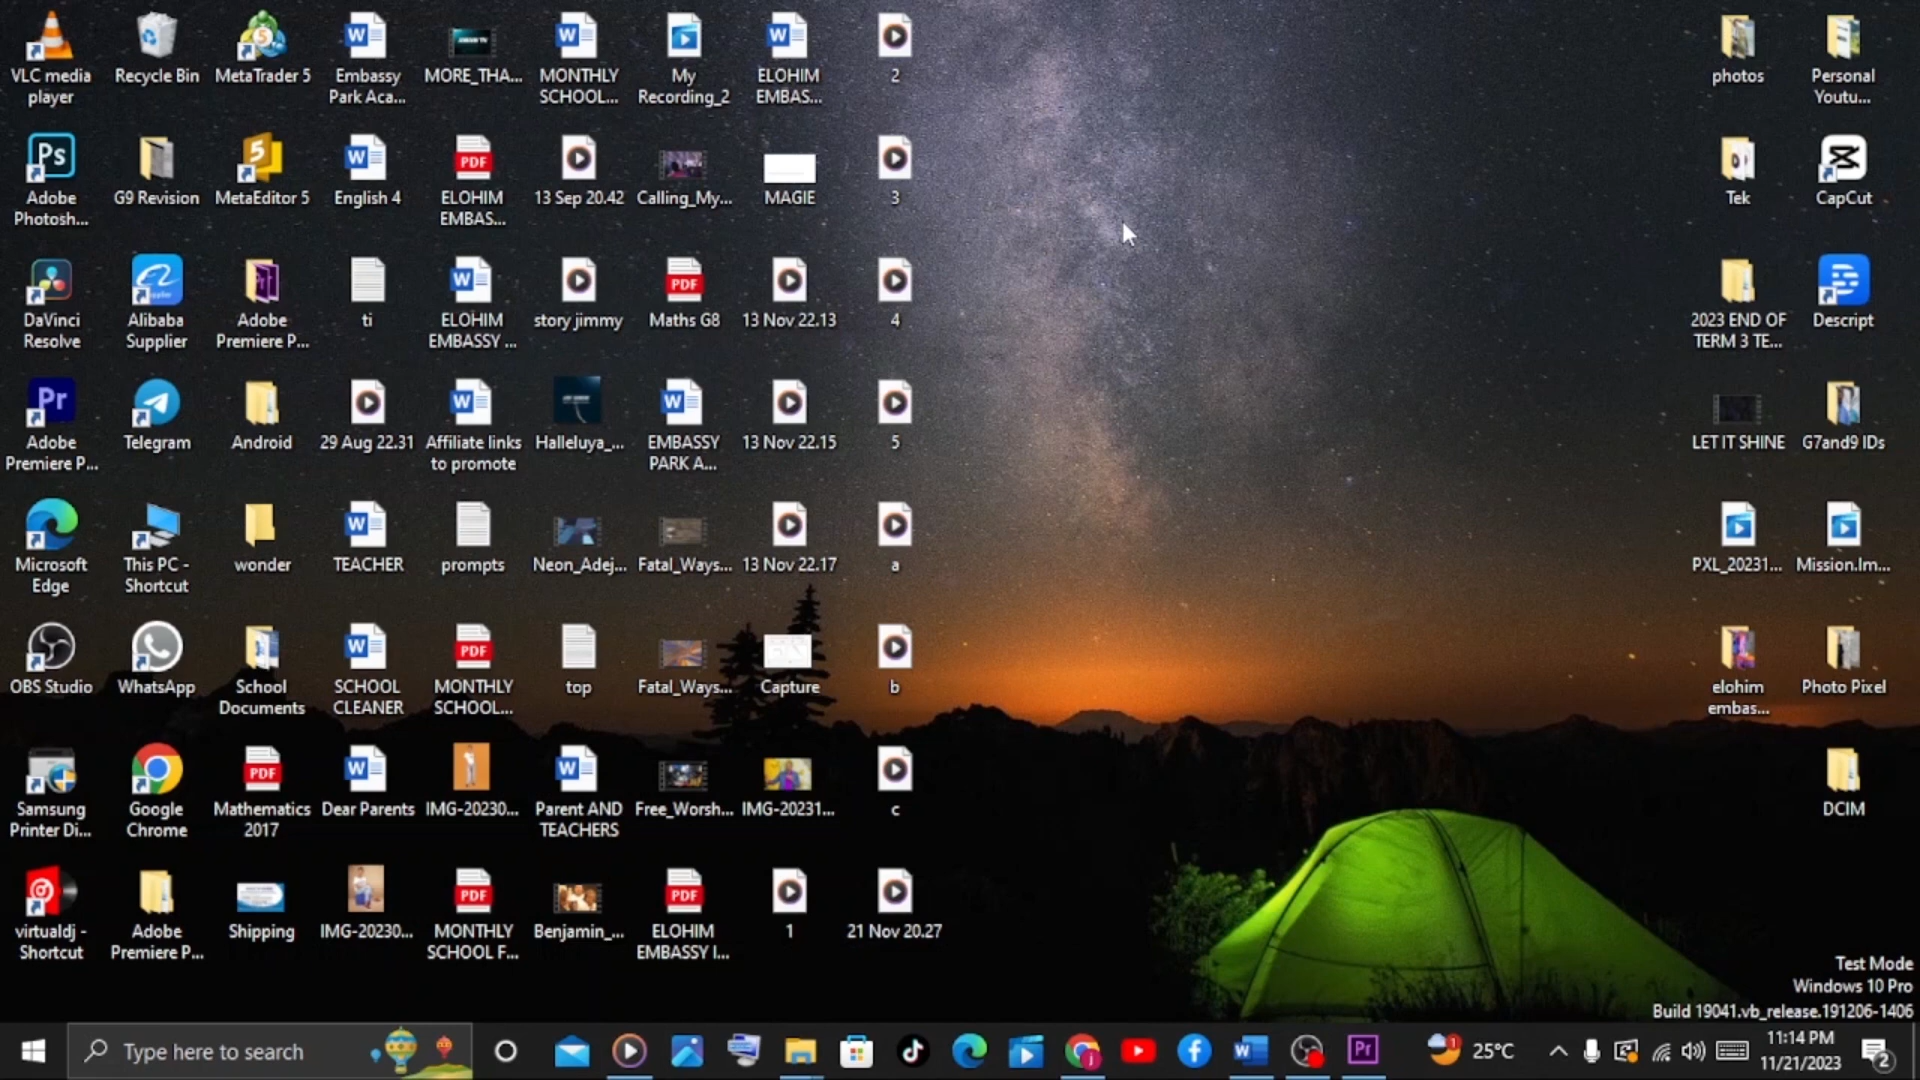 VLC media
player
Recycle Bin
MetaTrader 5
Embassy
Park Aca...
MORE_THA...
MONTHLY
SCHOOL...
My
Recording_2
ELOHIM
EMBAS...
2
photos
Personal
Youtu...
Adobe
Photosh...
G9 Revision
MetaEditor 5
English 4
ELOHIM
EMBAS...
13 Sep 20.42
Calling_My...
MAGIE
3
Tek
CapCut
DaVinci
Resolve
Alibaba
Supplier
Adobe
Premiere P...
ti
ELOHIM
EMBASSY ...
story jimmy
Maths G8
13 Nov 22.13
4
2023 END OF
TERM 3 TE...
Descript
Adobe
Premiere P...
Telegram
Android
29 Aug 22.31
Affiliate links
to promote
Halleluya_...
EMBASSY
PARK A...
13 Nov 22.15
5
LET IT SHINE
G7and9 IDs
Microsoft
Edge
This PC -
Shortcut
wonder
TEACHER
prompts
Neon_Adej...
Fatal_Ways...
13 Nov 22.17
a
PXL_20231...
Mission.Im...
OBS Studio
WhatsApp
School
Documents
SCHOOL
CLEANER
MONTHLY
SCHOOL...
top
Fatal_Ways...
Capture
b
elohim
embas...
Photo Pixel
Samsung
Printer Di...
Google
Chrome
Mathematics
2017
Dear Parents
IMG-20230...
Parent AND
TEACHERS
Free_Worsh...
IMG-20231...
c
DCIM
virtualdj -
Shortcut
Adobe
Premiere P...
Shipping
IMG-20230...
MONTHLY
SCHOOL F...
Benjamin_...
ELOHIM
EMBASSY I...
1
21 Nov 20.27
Test Mode
Windows 10 Pro
Build 19041.vb_release.191206-1406
Type here to search
25°C
11:14 PM
11/21/2023
2